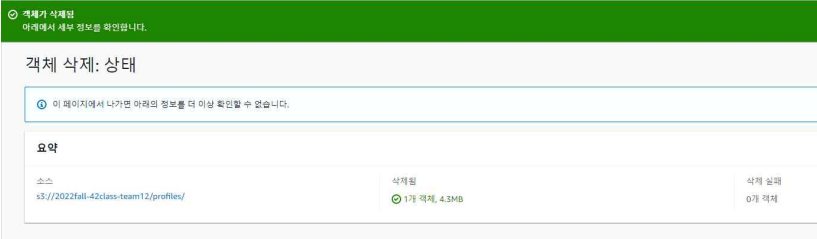 객체가 삭제됨
아래에서 세부 정보를 확인합니다.
객체 삭제: 상태
이 페이지에서 나가면 아래의 정보를 더 이상 확인할 수 없습니다.
요약
소스
s3://2022fall-42class-team12/profiles/
삭제됨
1개 객체, 4.3MB
삭제 실패
0개 객체